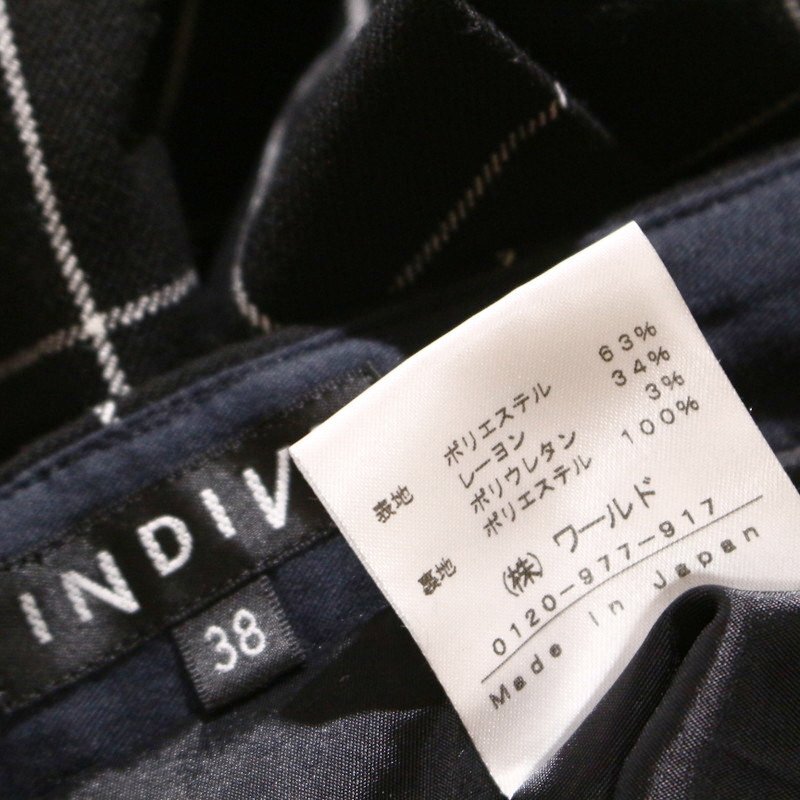 INDIV
38
表地 ポリエステル 63%
レーヨン 34%
ポリウレタン 3%
裏地 ポリエステル 100%
(株) ワールド
0120-977-917
Made in Japan